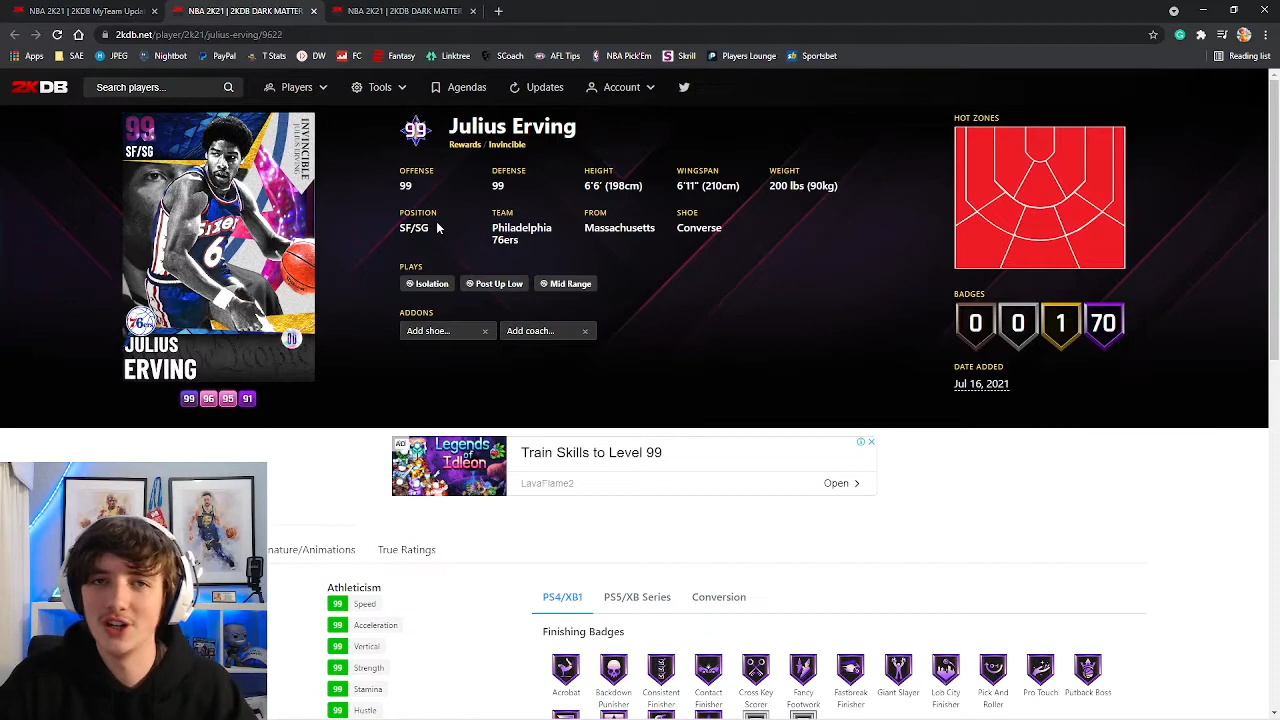 NBA 2K21 | 2KDB MyTeam Updat
NBA 2K21 | 2KDB DARK MATTER
NBA 2K21 | 2KDB DARK MATTER
2kdb.net/player/2k21/julius-erving/9622
Apps
SAE
JPEG
Nightbot
PayPal
T Stats
DW
FC
Fantasy
Linktree
SCoach
AFL Tips
NBA Pick'Em
Skrill
Players Lounge
Sportsbet
Reading list
2KDB
Search players...
Players
Tools
Agendas
Updates
Account
99
SF/SG
INVINCIBLE
JULIUS ERVING
76ers
JULIUS
ERVING
99 96 95 91
99
Julius Erving
Rewards / Invincible
OFFENSE
99
DEFENSE
99
HEIGHT
6'6" (198cm)
WINGSPAN
6'11" (210cm)
WEIGHT
200 lbs (90kg)
POSITION
SF/SG
TEAM
Philadelphia
76ers
FROM
Massachusetts
SHOE
Converse
PLAYS
Isolation
Post Up Low
Mid Range
ADDONS
Add shoe...
Add coach...
HOT ZONES
BADGES
0 0 1 70
DATE ADDED
Jul 16, 2021
AD
Legends
of
Idleon
Train Skills to Level 99
LavaFlame2
Open
nature/Animations
True Ratings
Athleticism
99 Speed
99 Acceleration
99 Vertical
99 Strength
99 Stamina
99 Hustle
PS4/XB1
PS5/XB Series
Conversion
Finishing Badges
Acrobat
Backdown
Punisher
Consistent
Finisher
Contact
Finisher
Cross Key
Scorer
Fancy
Footwork
Fastbreak
Finisher
Giant Slayer
Lob City
Finisher
Pick And
Roller
Pro Touch
Putback Boss